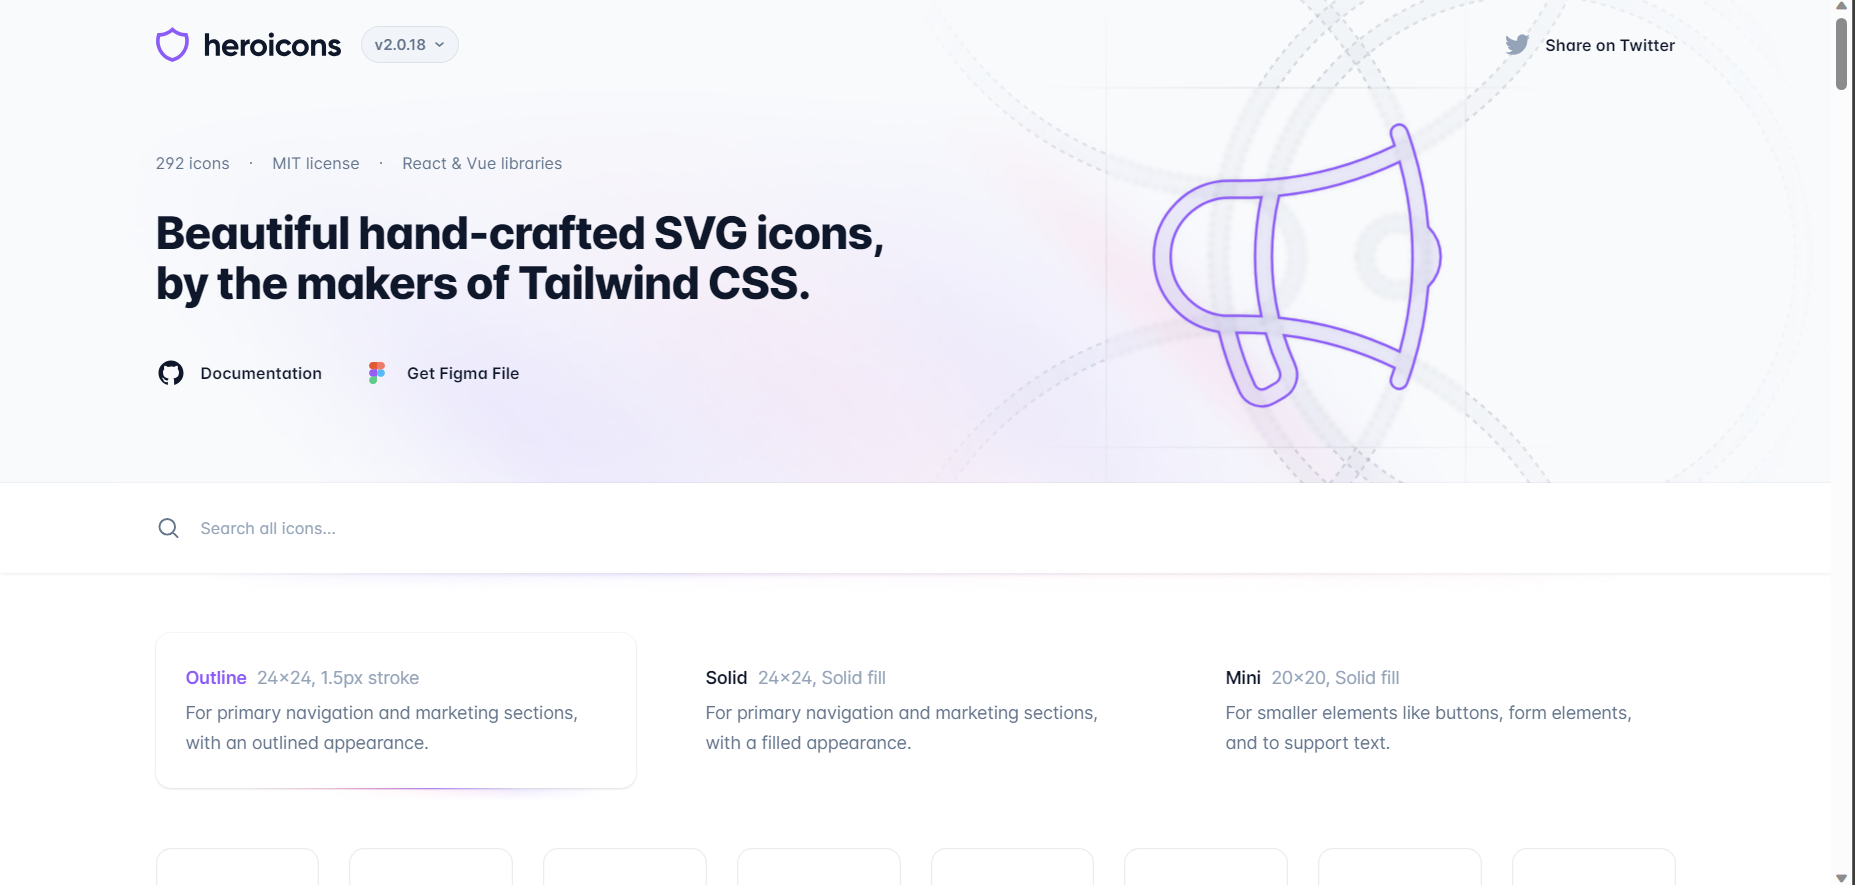 heroicons
v2.0.18
Share on Twitter
292 icons · MIT license · React & Vue libraries
Beautiful hand-crafted SVG icons,
by the makers of Tailwind CSS.
Documentation
Get Figma File
Search all icons...
Outline 24×24, 1.5px stroke
For primary navigation and marketing sections,
with an outlined appearance.
Solid 24×24, Solid fill
For primary navigation and marketing sections,
with a filled appearance.
Mini 20×20, Solid fill
For smaller elements like buttons, form elements,
and to support text.